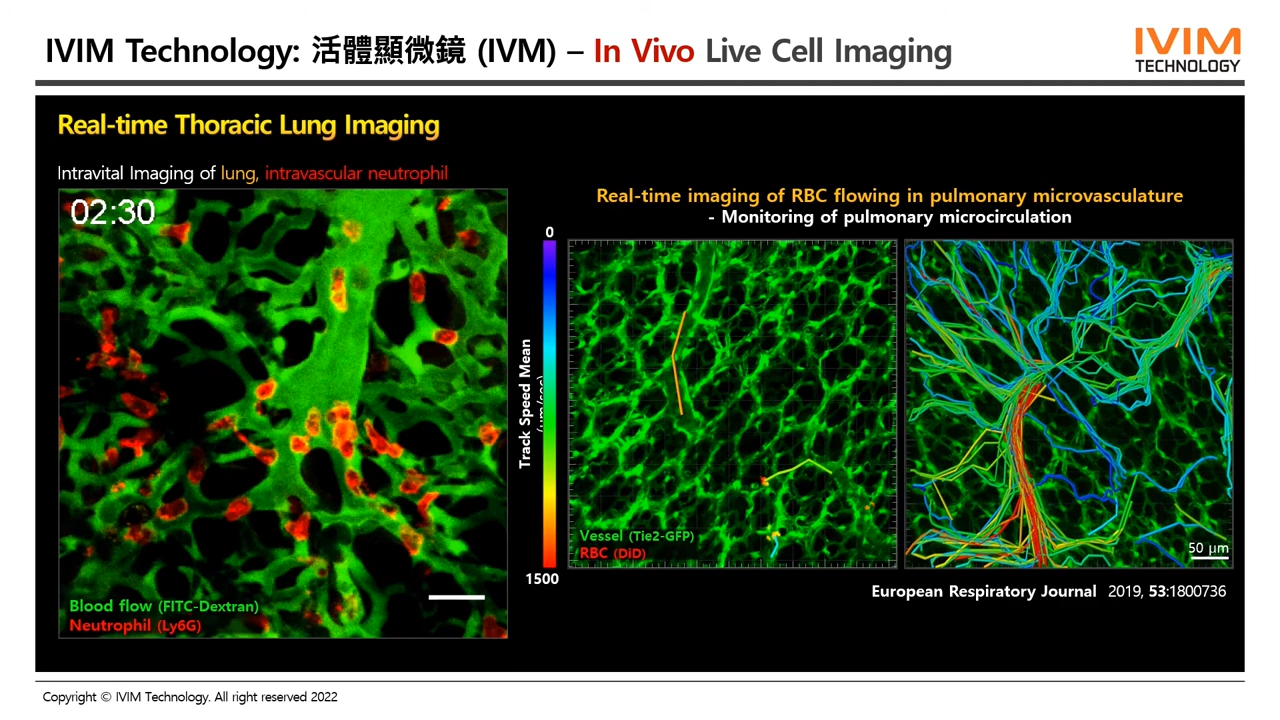 IVIM Technology: 活體顯微鏡 (IVM) – In Vivo Live Cell Imaging
IVIM
TECHNOLOGY
Real-time Thoracic Lung Imaging
Intravital Imaging of lung, intravascular neutrophil
02:30
Blood flow (FITC-Dextran)
Neutrophil (Ly6G)
Real-time imaging of RBC flowing in pulmonary microvasculature
- Monitoring of pulmonary microcirculation
0
Track Speed Mean
1500
Vessel (Tie2-GFP)
RBC (DiD)
50 μm
European Respiratory Journal 2019, 53:1800736
Copyright © IVIM Technology. All right reserved 2022